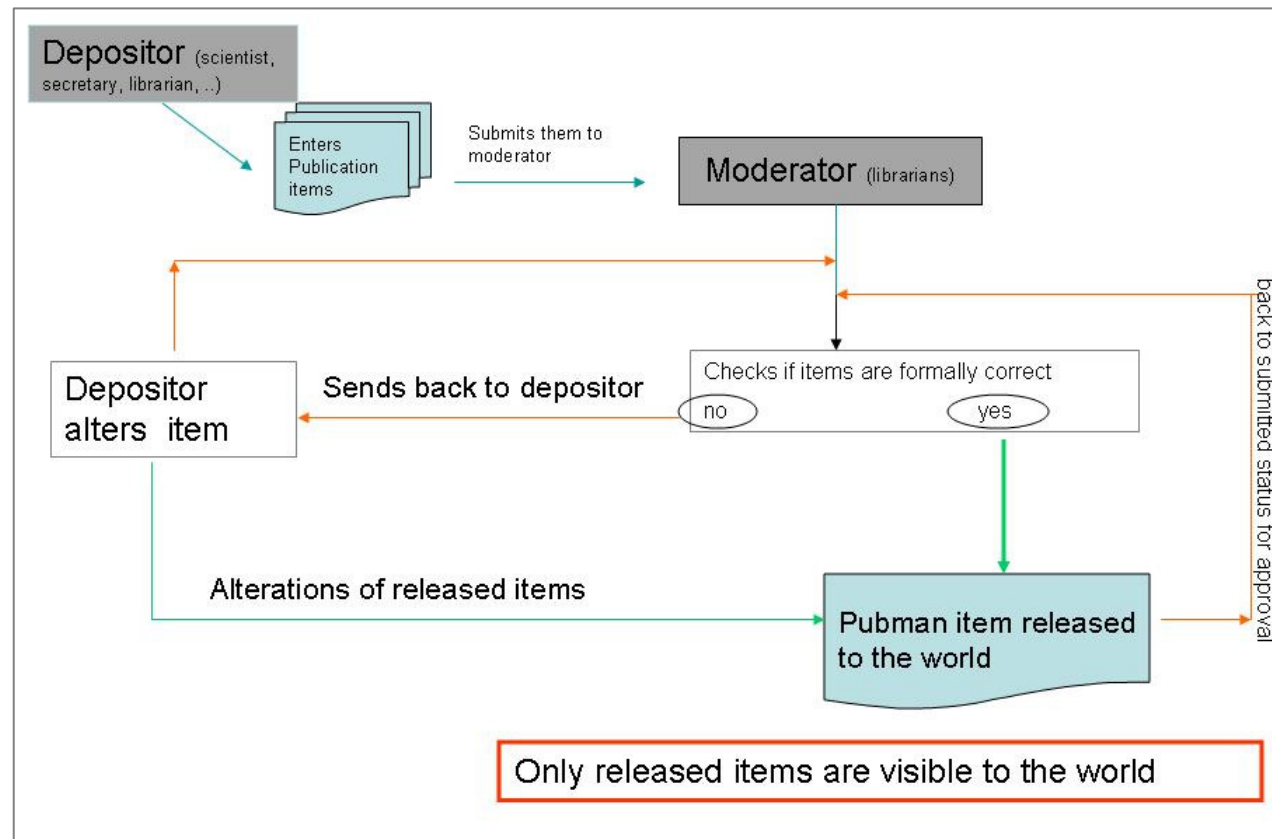 Depositor (scientist,
secretary, librarian, ..)
Enters
Publication
items
Submits them to
moderator
Moderator (librarians)
back to submitted status for approval
Checks if items are formally correct
no
yes
Sends back to depositor
Depositor
alters item
Alterations of released items
Pubman item released
to the world
Only released items are visible to the world